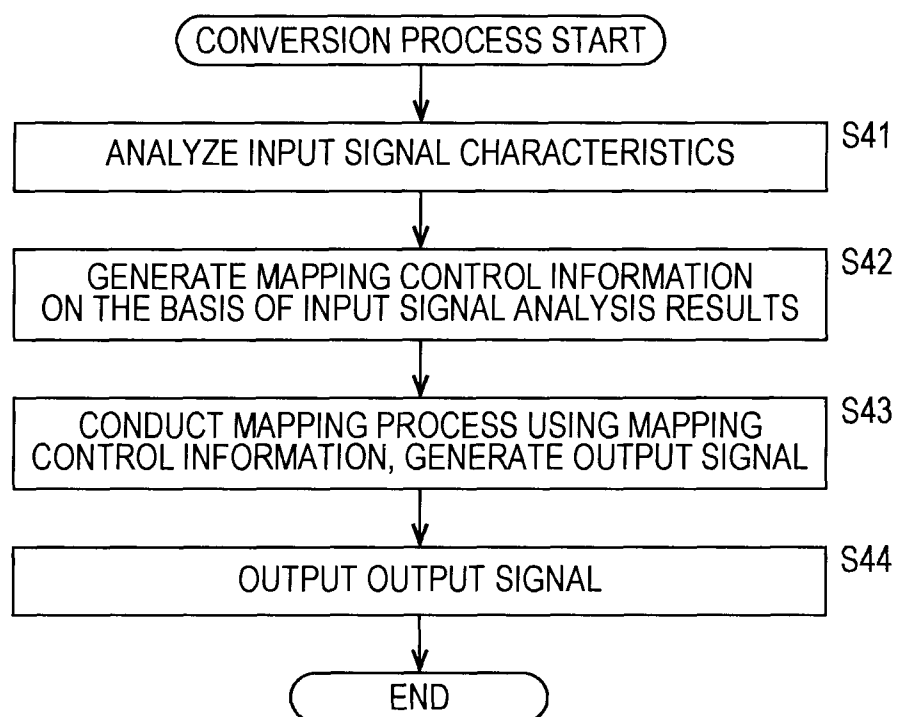 CONVERSION PROCESS START
ANALYZE INPUT SIGNAL CHARACTERISTICS
S41
GENERATE MAPPING CONTROL INFORMATION
ON THE BASIS OF INPUT SIGNAL ANALYSIS RESULTS
S42
CONDUCT MAPPING PROCESS USING MAPPING
CONTROL INFORMATION, GENERATE OUTPUT SIGNAL
S43
OUTPUT OUTPUT SIGNAL
S44
END